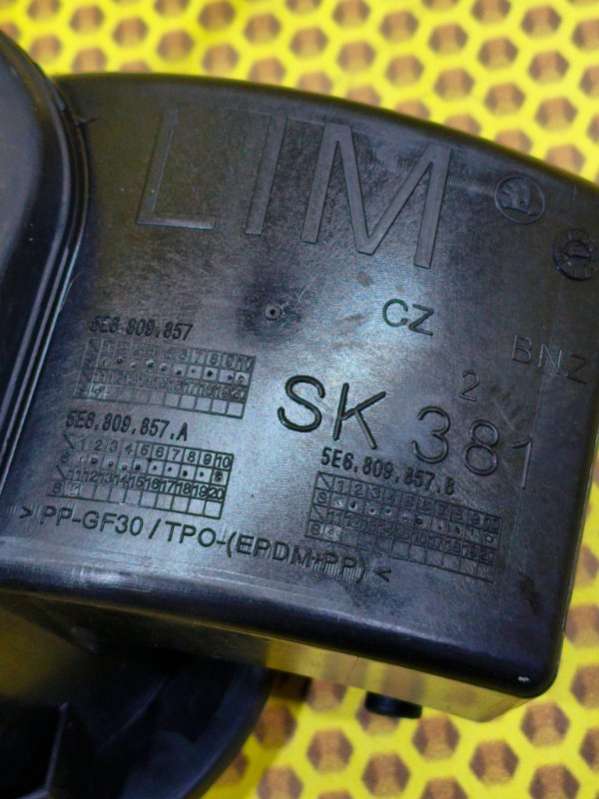 LIM
CZ
BNZ
5E6.809.857
2
SK 381
5E6.809.857.A
1 2 3 4 5 6 7 8 9 10
11 12 13 14 15 16 17 18 19 20
5E6.809.857.B
>PP-GF30 / TPO-(EPDM+PP)<